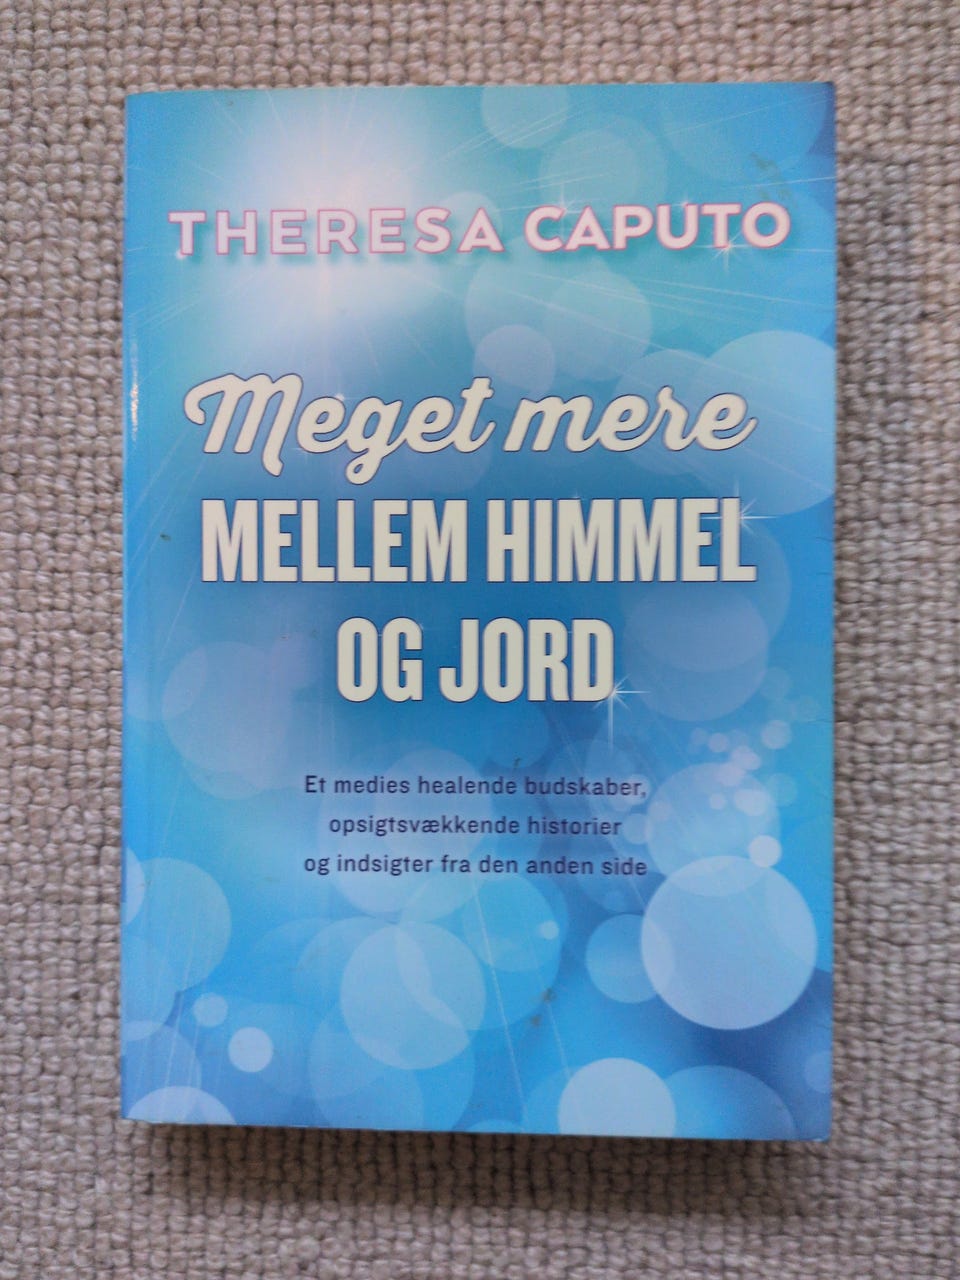 THERESA CAPUTO
Meget mere
MELLEM HIMMEL
OG JORD
Et medies healende budskaber,
opsigtsvækkende historier
og indsigter fra den anden side